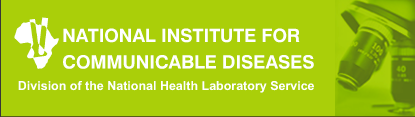 NATIONAL INSTITUTE FOR
COMMUNICABLE DISEASES
Division of the National Health Laboratory Service